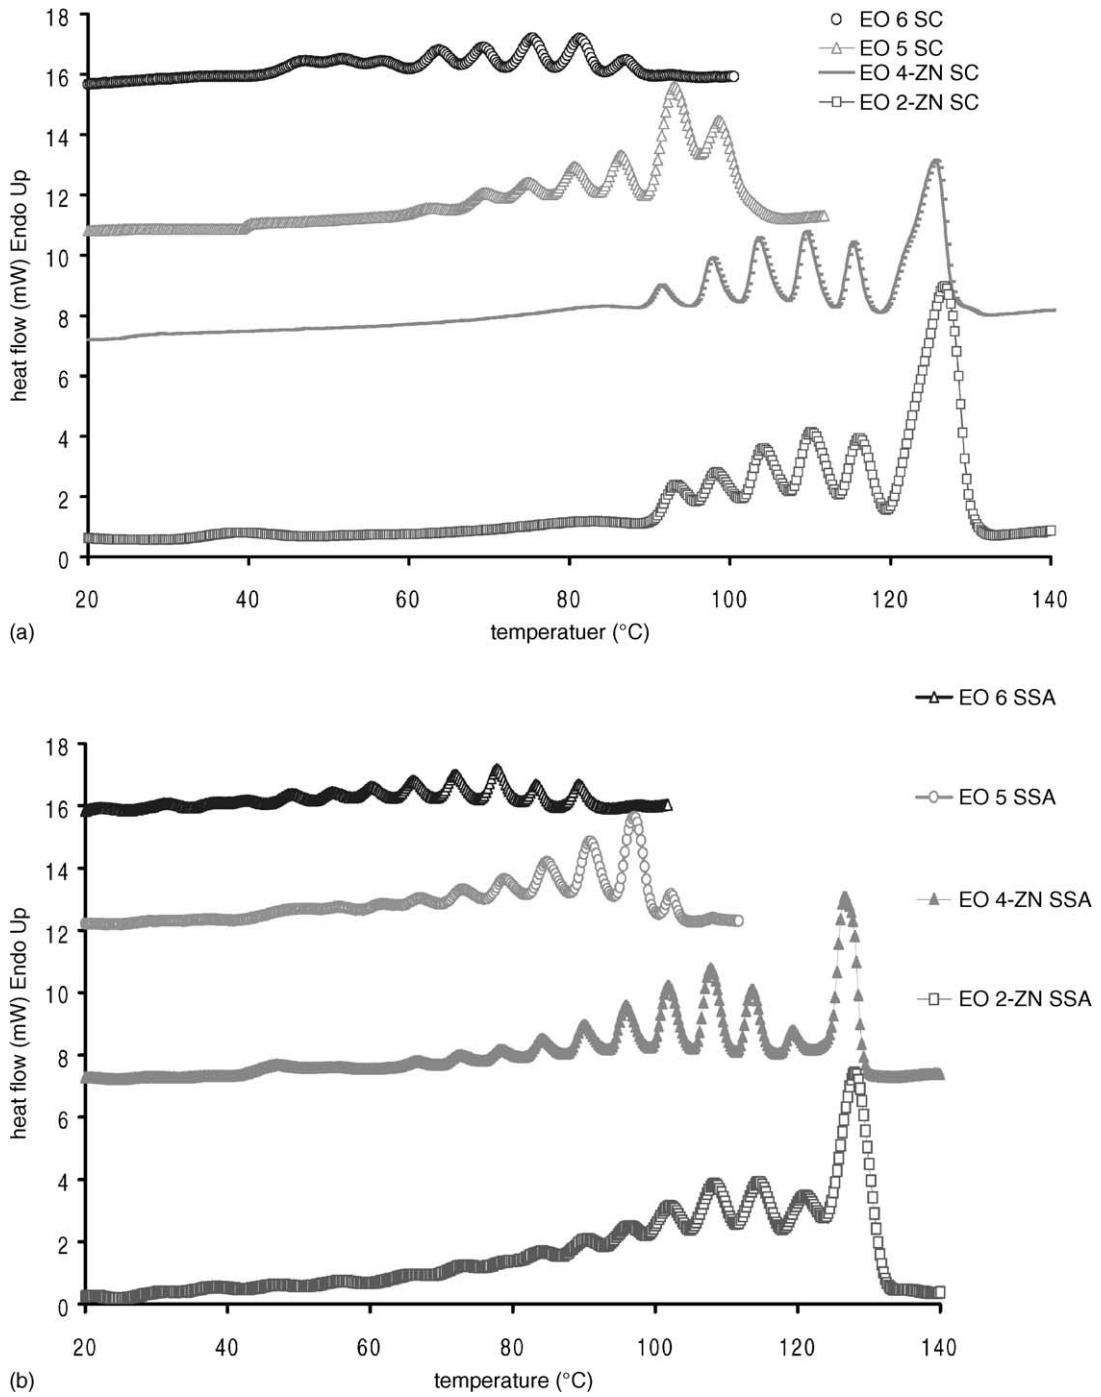 18
16
14
12
10
8
6
4
2
0
heat flow (mW) Endo Up
EO 6 SC
EO 5 SC
EO 4-ZN SC
EO 2-ZN SC
20 40 60 80 100 120 140
(a) temperatuer (°C)
EO 6 SSA
EO 5 SSA
EO 4-ZN SSA
EO 2-ZN SSA
18
16
14
12
10
8
6
4
2
0
heat flow (mW) Endo Up
20 40 60 80 100 120 140
(b) temperature (°C)